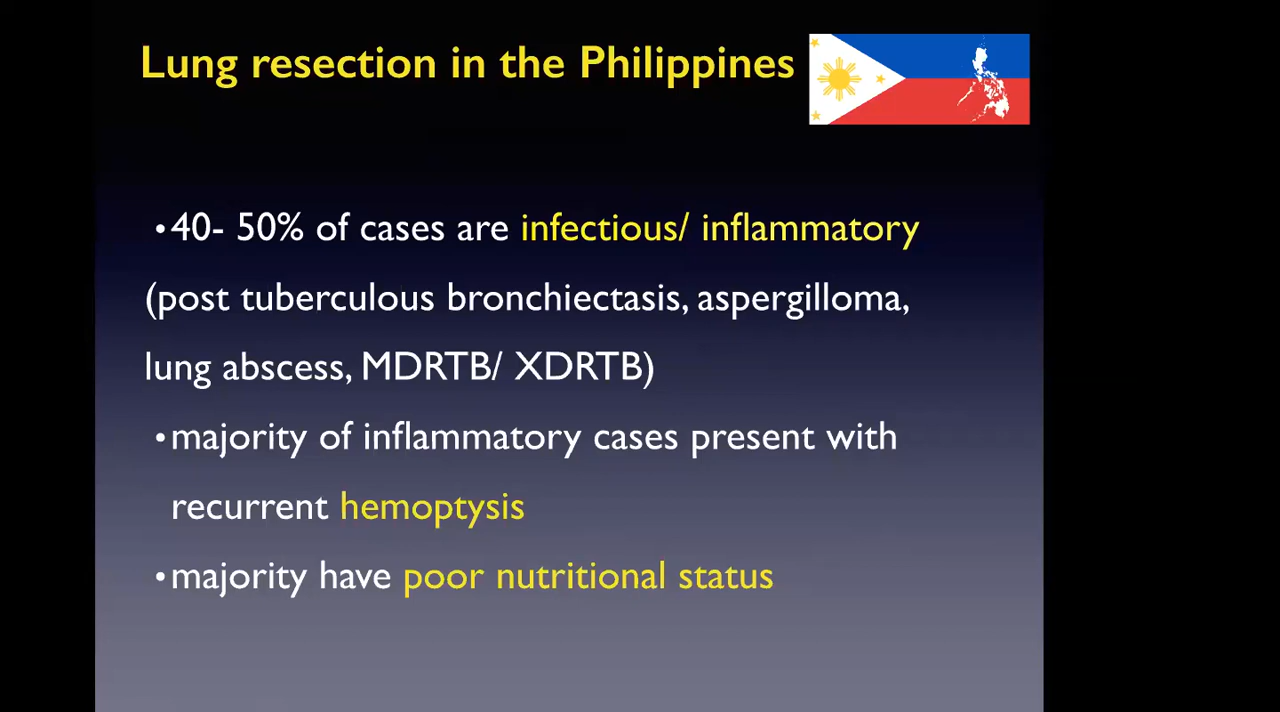 Lung resection in the Philippines
•40- 50% of cases are infectious/ inflammatory
(post tuberculous bronchiectasis, aspergilloma,
lung abscess, MDRTB/ XDRTB)
•majority of inflammatory cases present with
recurrent hemoptysis
•majority have poor nutritional status